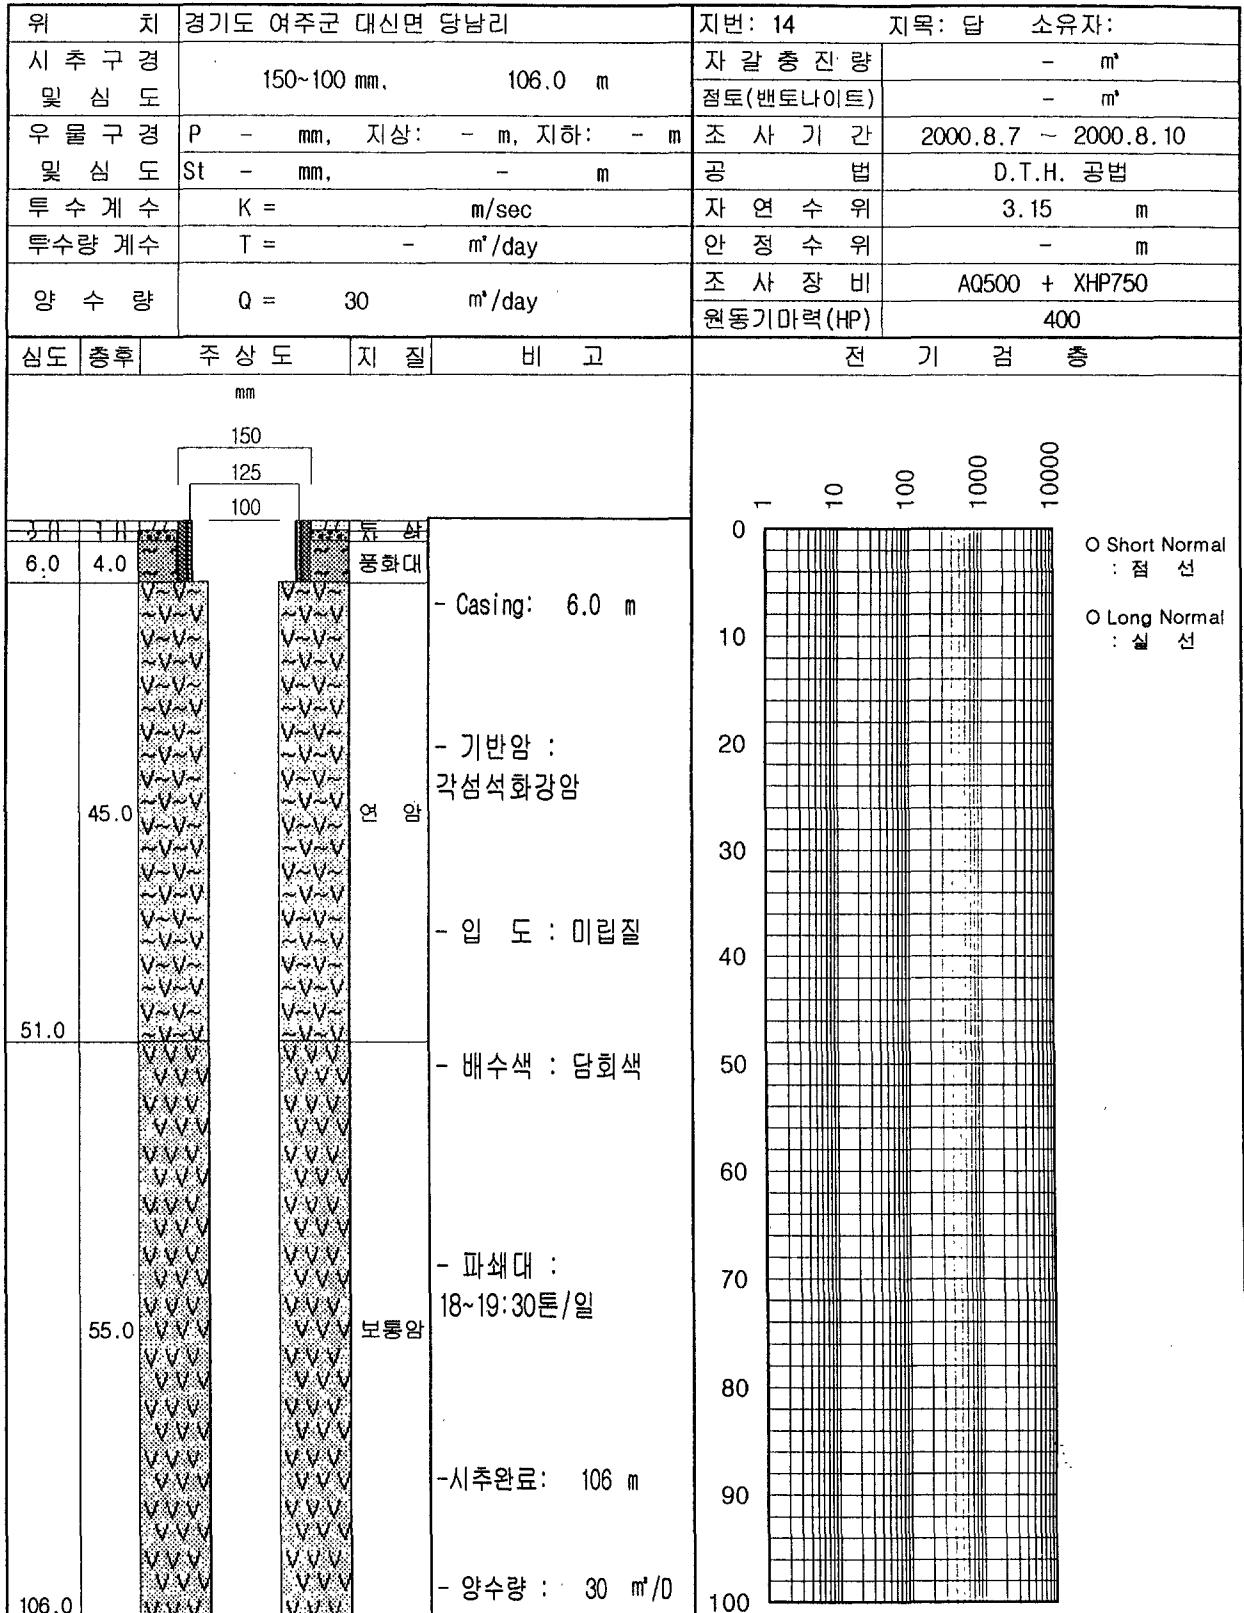 위 치 경기도 여주군 대신면 당남리 지번: 14 지목: 답 소유자:
시 추 구 경 및 심 도 150~100 mm, 106.0 m
자 갈 충 진 량 - m³
점토(밴토나이트) - m³
우 물 구 경 및 심 도 P - mm, 지상: - m, 지하: - m
St - mm, - m
조 사 기 간 2000.8.7 ~ 2000.8.10
공 법 D.T.H. 공법
투 수 계 수 K = m/sec
자 연 수 위 3.15 m
투수량 계수 T = - m²/day
안 정 수 위 - m
양 수 량 Q = 30 m³/day
조 사 장 비 AQ500 + XHP750
원동기마력(HP) 400
심도 층후 주 상 도 지 질 비 고 전 기 검 층
mm
150
125
100
6.0 4.0 풍화대
- Casing: 6.0 m
- 기반암 :
각섬석화강암
45.0 연 암
- 입 도 : 미립질
51.0
- 배수색 : 담회색
- 파쇄대 :
18~19:30톤/일
55.0 보통암
-시추완료: 106 m
- 양수량 : 30 m³/D
106.0
1 10 100 1000 10000
0
10
20
30
40
50
60
70
80
90
100
O Short Normal
: 점 선
O Long Normal
: 실 선